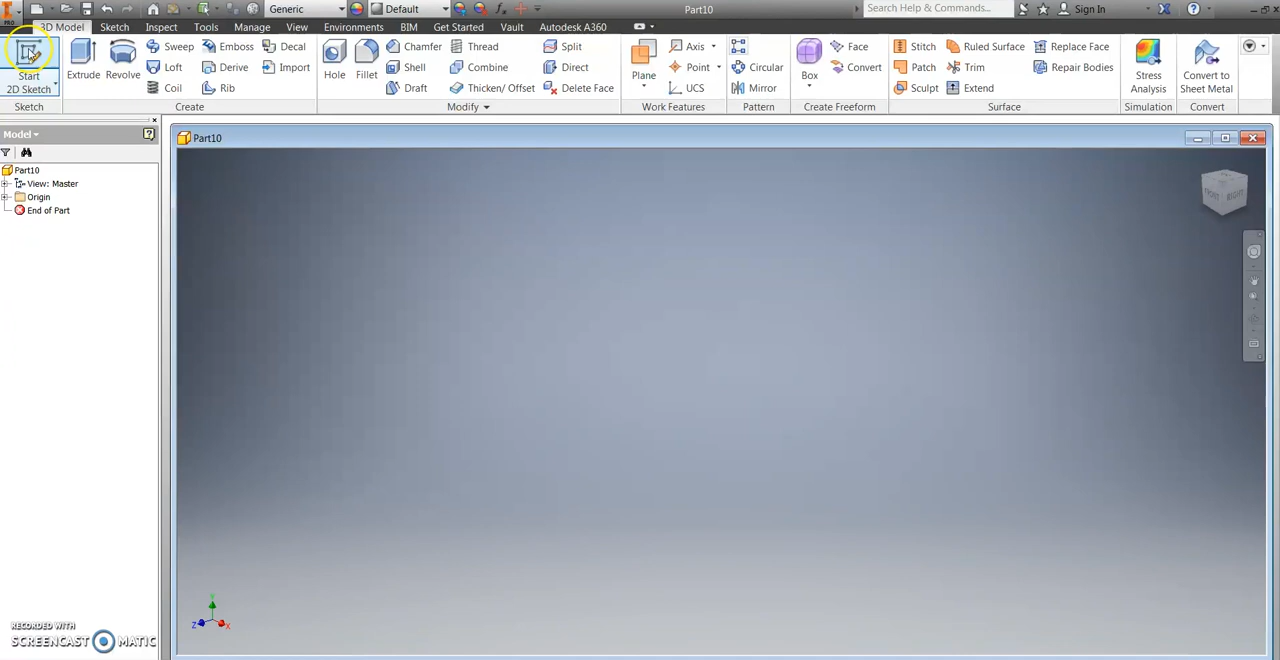 PRO Generic Default Part10 Search Help & Commands... Sign In
3D Model Sketch Inspect Tools Manage View Environments BIM Get Started Vault Autodesk A360
Start
2D Sketch
Extrude Revolve
Sweep Emboss Decal
Loft Derive Import
Coil Rib
Hole Fillet
Chamfer Thread Split
Shell Combine Direct
Draft Thicken/ Offset Delete Face
Plane
Axis
Point
UCS
Circular
Mirror
Box
Face
Convert
Stitch Ruled Surface Replace Face
Patch Trim Repair Bodies
Sculpt Extend
Stress
Analysis
Convert to
Sheet Metal
Sketch Create Modify Work Features Pattern Create Freeform Surface Simulation Convert
Model
Part10
View: Master
Origin
End of Part
Part10
FRONT RIGHT
Y
Z X
RECORDED WITH
SCREENCAST MATIC